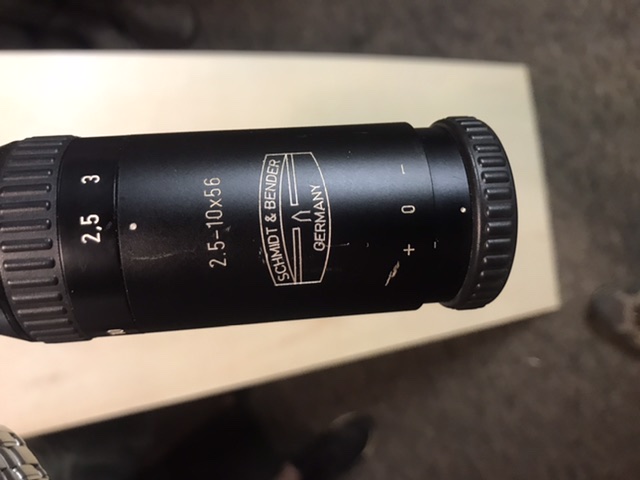 2,5 3
2.5-10x56
SCHMIDT & BENDER
GERMANY
+ 0 -